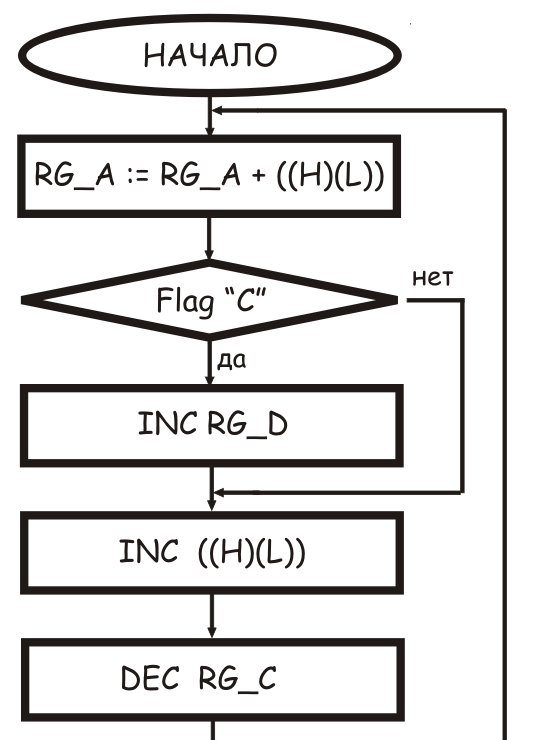 НАЧАЛО
RG_A := RG_A + ((H)(L))
Flag "C"
нет
да
INC RG_D
INC ((H)(L))
DEC RG_C